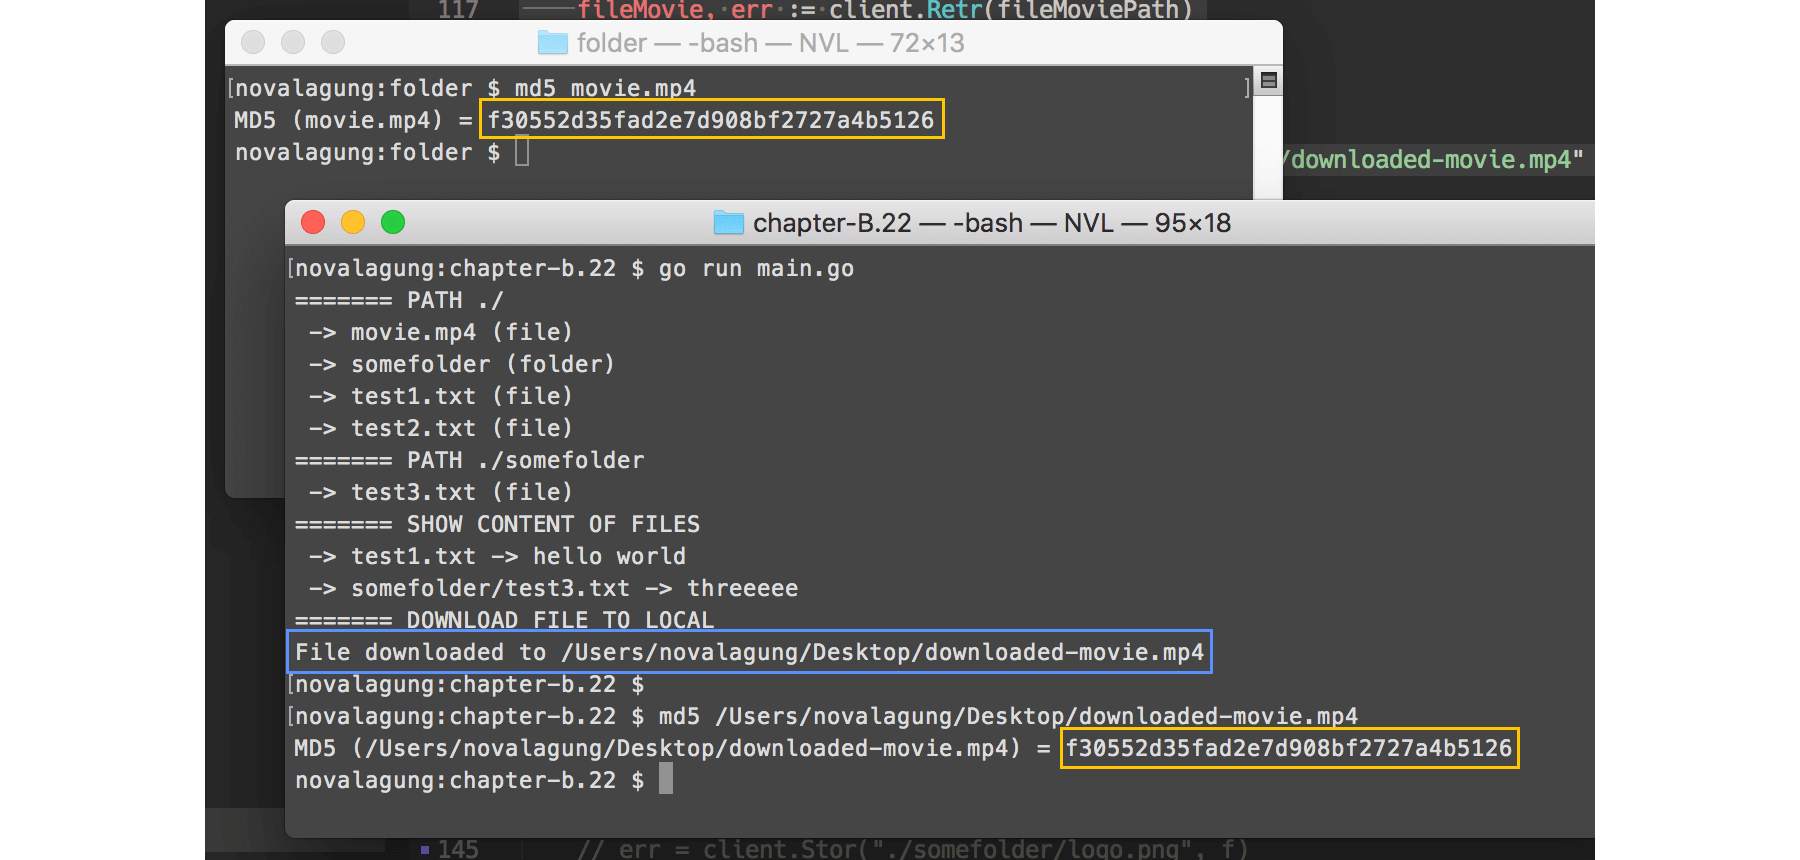 117 fileMovie, err := client.Retr(fileMoviePath)
folder — -bash — NVL — 72×13
[novalagung:folder $ md5 movie.mp4 ]
MD5 (movie.mp4) = f30552d35fad2e7d908bf2727a4b5126
novalagung:folder $
/downloaded-movie.mp4"
chapter-B.22 — -bash — NVL — 95×18
[novalagung:chapter-b.22 $ go run main.go
======= PATH ./
-> movie.mp4 (file)
-> somefolder (folder)
-> test1.txt (file)
-> test2.txt (file)
======= PATH ./somefolder
-> test3.txt (file)
======= SHOW CONTENT OF FILES
-> test1.txt -> hello world
-> somefolder/test3.txt -> threeeee
======= DOWNLOAD FILE TO LOCAL
File downloaded to /Users/novalagung/Desktop/downloaded-movie.mp4
[novalagung:chapter-b.22 $
[novalagung:chapter-b.22 $ md5 /Users/novalagung/Desktop/downloaded-movie.mp4
MD5 (/Users/novalagung/Desktop/downloaded-movie.mp4) = f30552d35fad2e7d908bf2727a4b5126
novalagung:chapter-b.22 $
145 // err = client.Stor("./somefolder/logo.png", f)